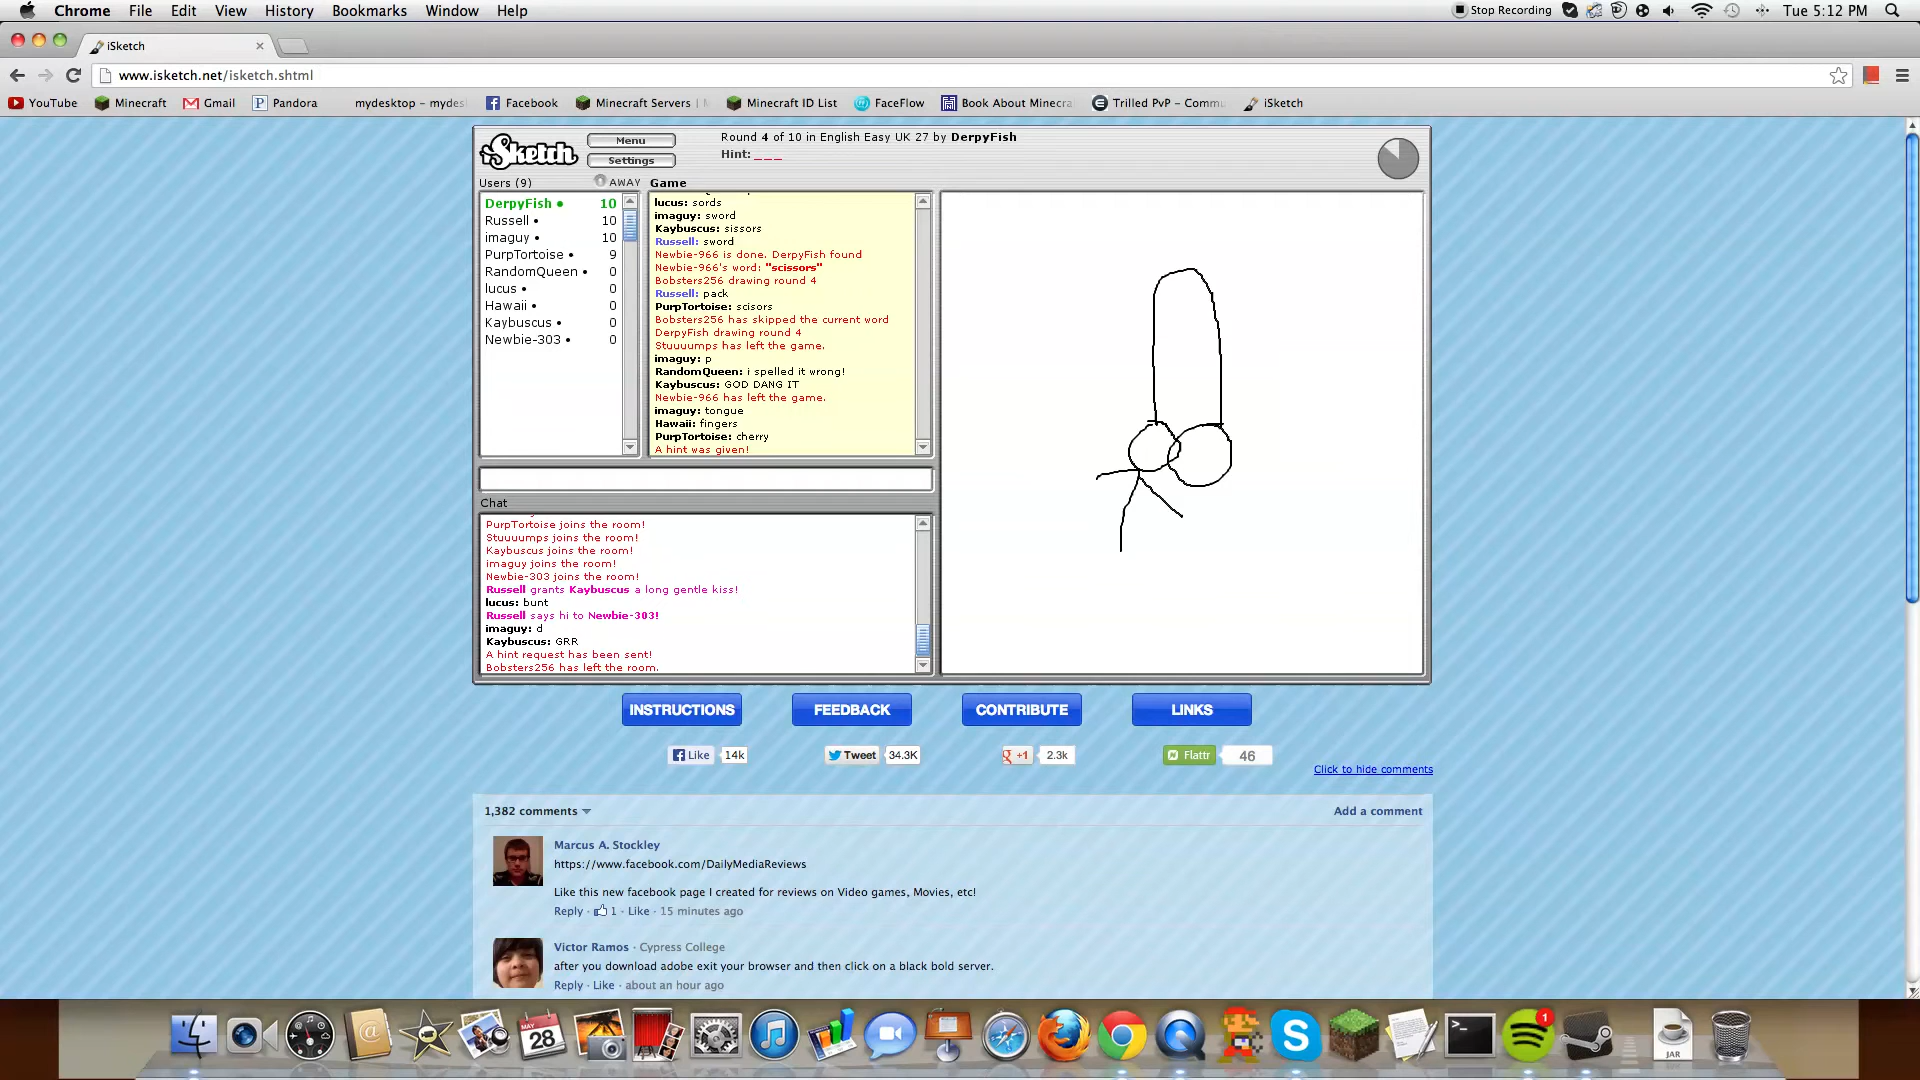 Chrome File Edit View History Bookmarks Window Help
Stop Recording
Tue 5:12 PM
iSketch
www.isketch.net/isketch.shtml
YouTube
Minecraft
Gmail
Pandora
mydesktop – mydes
Facebook
Minecraft Servers |
Minecraft ID List
FaceFlow
Book About Minecra
Trilled PvP – Commu
iSketch
iSketch
Menu
Settings
Round 4 of 10 in English Easy UK 27 by DerpyFish
Hint: _ _ _
Users (9)
AWAY
DerpyFish • 10
Russell • 10
imaguy • 10
PurpTortoise • 9
RandomQueen • 0
lucus • 0
Hawaii • 0
Kaybuscus • 0
Newbie-303 • 0
Game
lucus: sords
imaguy: sword
Kaybuscus: sissors
Russell: sword
Newbie-966 is done. DerpyFish found
Newbie-966's word: "scissors"
Bobsters256 drawing round 4
Russell: pack
PurpTortoise: scisors
Bobsters256 has skipped the current word
DerpyFish drawing round 4
Stuuuumps has left the game.
imaguy: p
RandomQueen: i spelled it wrong!
Kaybuscus: GOD DANG IT
Newbie-966 has left the game.
imaguy: tongue
Hawaii: fingers
PurpTortoise: cherry
A hint was given!
Chat
PurpTortoise joins the room!
Stuuuumps joins the room!
Kaybuscus joins the room!
imaguy joins the room!
Newbie-303 joins the room!
Russell grants Kaybuscus a long gentle kiss!
lucus: bunt
Russell says hi to Newbie-303!
imaguy: d
Kaybuscus: GRR
A hint request has been sent!
Bobsters256 has left the room.
INSTRUCTIONS
FEEDBACK
CONTRIBUTE
LINKS
Like 14k
Tweet 34.3K
+1 2.3k
Flattr 46
Click to hide comments
1,382 comments
Add a comment
Marcus A. Stockley
https://www.facebook.com/DailyMediaReviews
Like this new facebook page I created for reviews on Video games, Movies, etc!
Reply · 1 · Like · 15 minutes ago
Victor Ramos · Cypress College
after you download adobe exit your browser and then click on a black bold server.
Reply · Like · about an hour ago
MAY
28
1
JAR